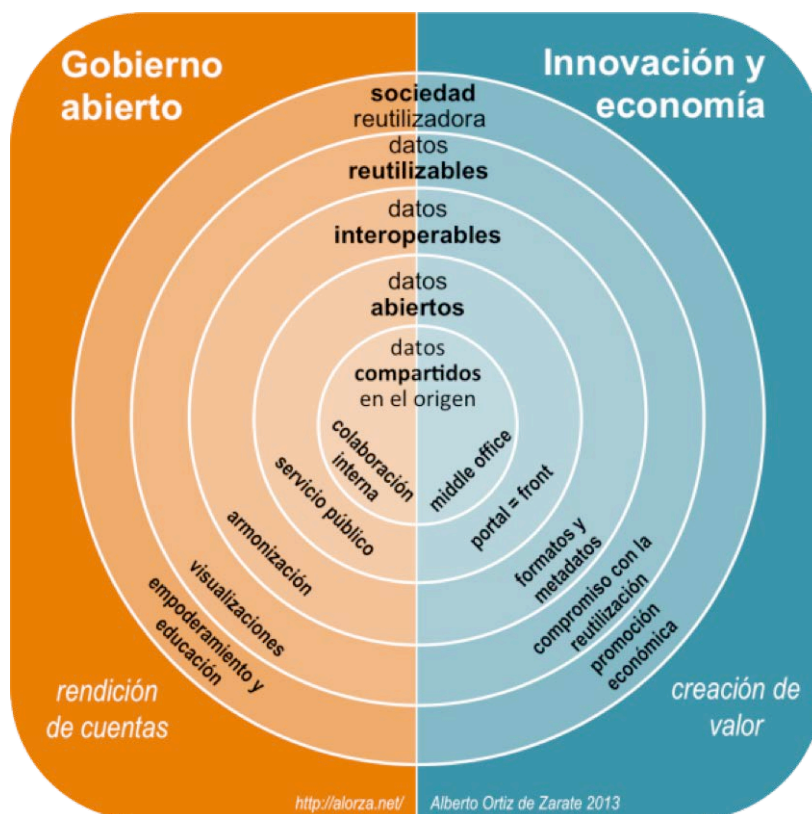 Gobierno
abierto
Innovación y
economía
sociedad
reutilizadora
datos
reutilizables
datos
interoperables
datos
abiertos
datos
compartidos
en el origen
colaboración
interna
middle office
servicio público
portal = front
armonización
formatos y
metadatos
visualizaciones
compromiso con la
reutilización
empoderamiento y
educación
promoción
económica
rendición
de cuentas
creación de
valor
http://alorza.net/
Alberto Ortiz de Zarate 2013